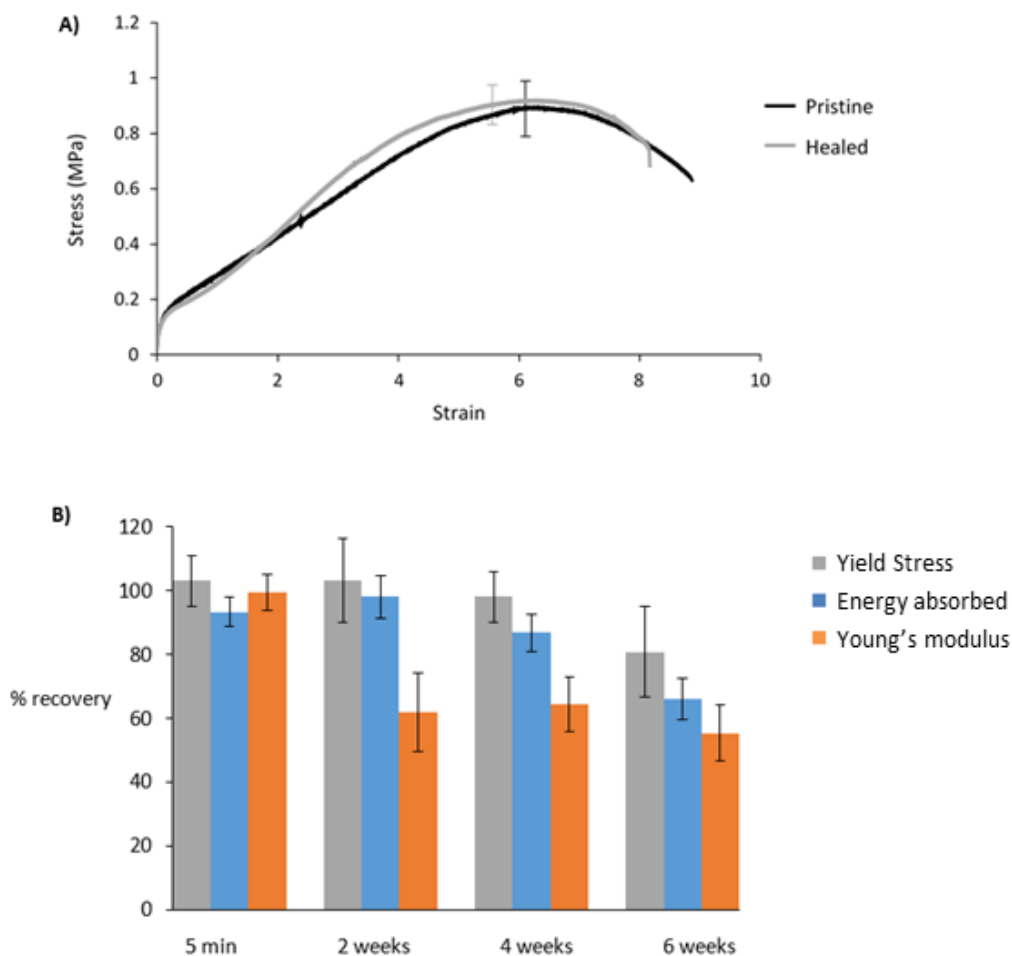 A)
1.2
1
0.8
0.6
0.4
0.2
0
Stress (MPa)
0 2 4 6 8 10
Strain
Pristine
Healed
B)
120
100
80
60
40
20
0
% recovery
5 min 2 weeks 4 weeks 6 weeks
Yield Stress
Energy absorbed
Young's modulus